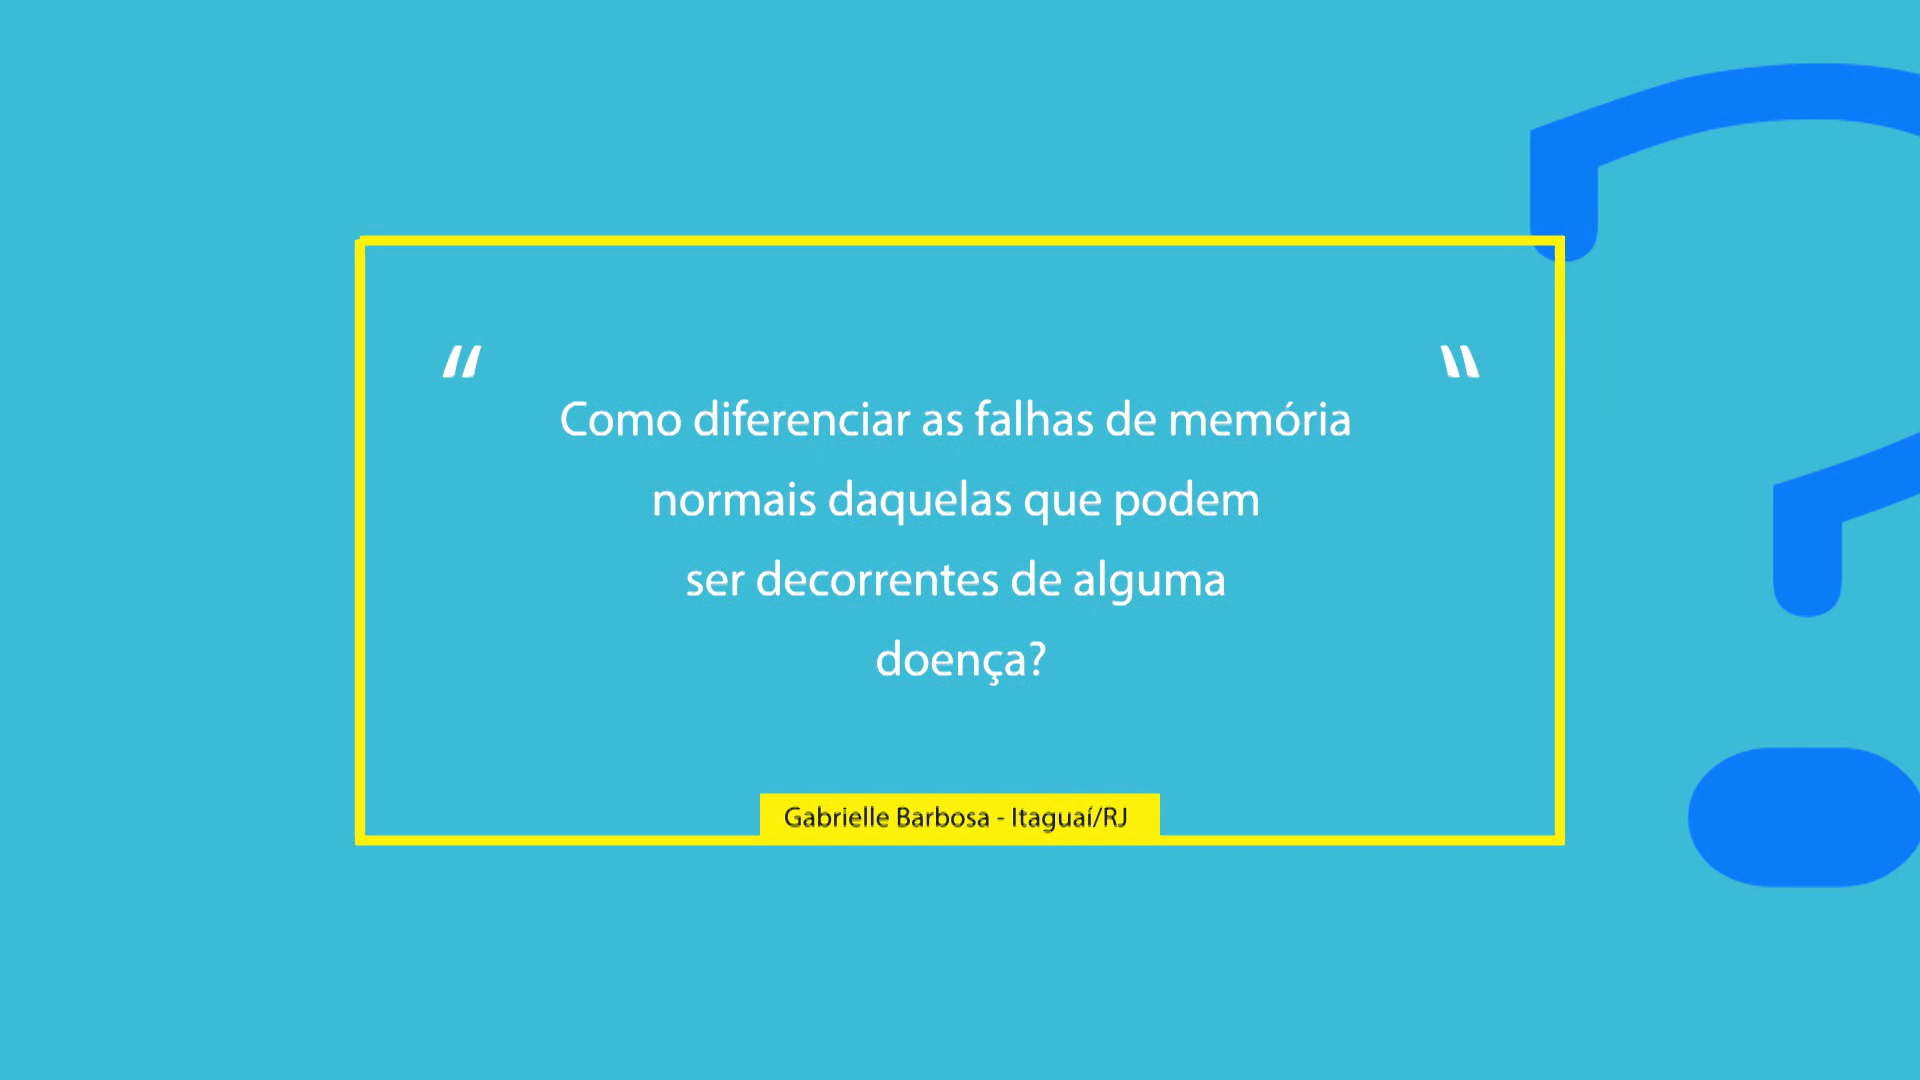 “ "
Como diferenciar as falhas de memória
normais daquelas que podem
ser decorrentes de alguma
doença?
Gabrielle Barbosa - Itaguaí/RJ
?